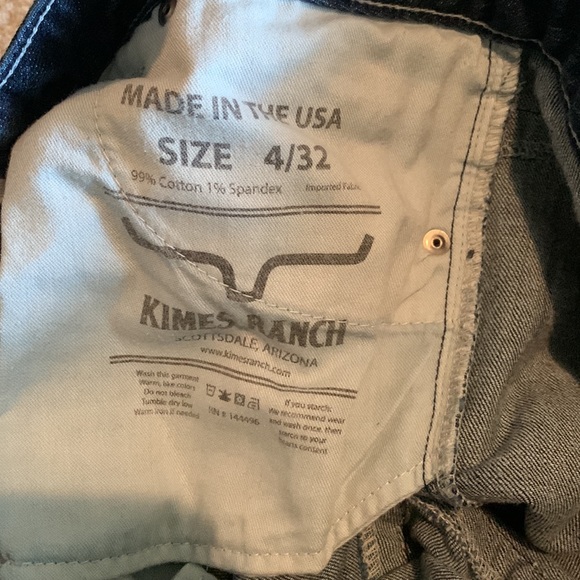 MADE IN THE USA
SIZE 4/32
99% Cotton 1% Spandex Imported Fabric
KIMES RANCH
SCOTTSDALE, ARIZONA
www.kimesranch.com
Wash this garment
Warm, like colors
Do not bleach
Tumble dry low
Warm iron if needed
RN #
If you starch:
We recommend wear
and wash once, then
starch to your
hearts content